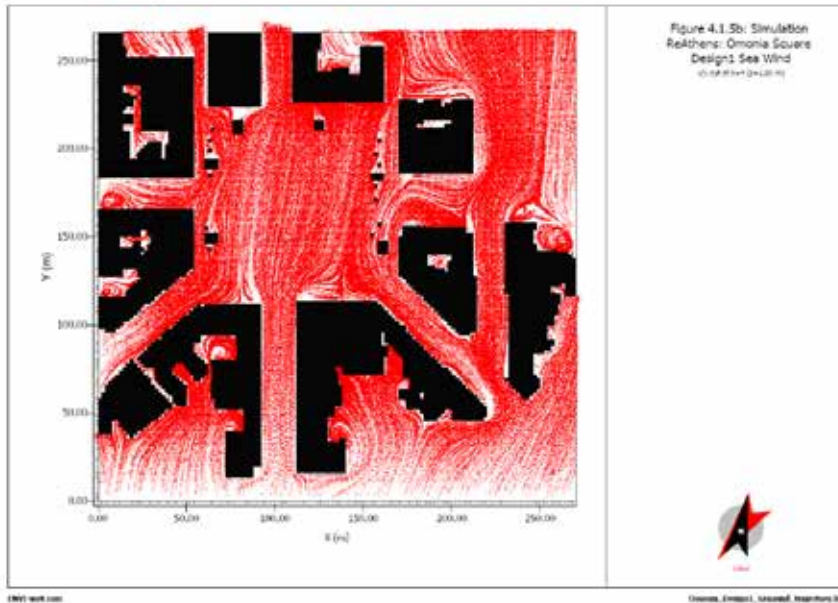 Figure 4.1.5b: Simulation
ReAthens: Omonia Square
Design1 Sea Wind
250.00
200.00
150.00
Y (m)
100.00
50.00
0.00
0.00 50.00 100.00 150.00 200.00 250.00
X (m)